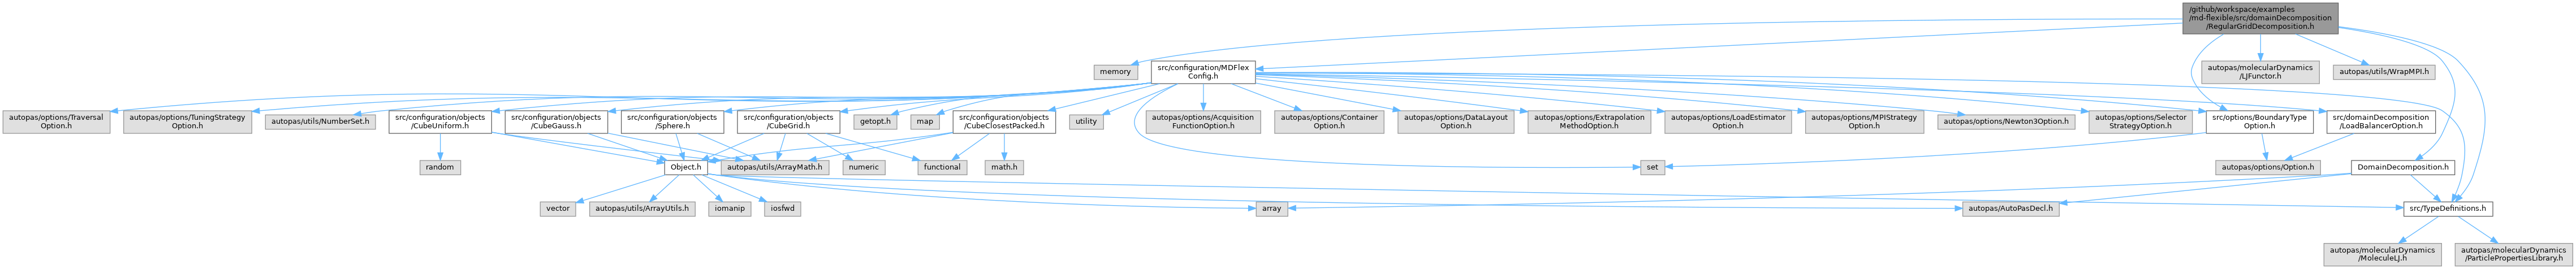 /github/workspace/examples
/md-flexible/src/domainDecomposition
/RegularGridDecomposition.h
memory
src/configuration/MDFlex
Config.h
autopas/molecularDynamics
/LJFunctor.h
autopas/utils/WrapMPI.h
autopas/options/Traversal
Option.h
autopas/options/TuningStrategy
Option.h
autopas/utils/NumberSet.h
src/configuration/objects
/CubeUniform.h
src/configuration/objects
/CubeGauss.h
src/configuration/objects
/Sphere.h
src/configuration/objects
/CubeGrid.h
getopt.h
map
src/configuration/objects
/CubeClosestPacked.h
utility
autopas/options/Acquisition
FunctionOption.h
autopas/options/Container
Option.h
autopas/options/DataLayout
Option.h
autopas/options/Extrapolation
MethodOption.h
autopas/options/LoadEstimator
Option.h
autopas/options/MPIStrategy
Option.h
autopas/options/Newton3Option.h
autopas/options/Selector
StrategyOption.h
src/options/BoundaryType
Option.h
src/domainDecomposition
/LoadBalancerOption.h
random
Object.h
autopas/utils/ArrayMath.h
numeric
functional
math.h
set
autopas/options/Option.h
DomainDecomposition.h
vector
autopas/utils/ArrayUtils.h
iomanip
iosfwd
array
autopas/AutoPasDecl.h
src/TypeDefinitions.h
autopas/molecularDynamics
/MoleculeLJ.h
autopas/molecularDynamics
/ParticlePropertiesLibrary.h